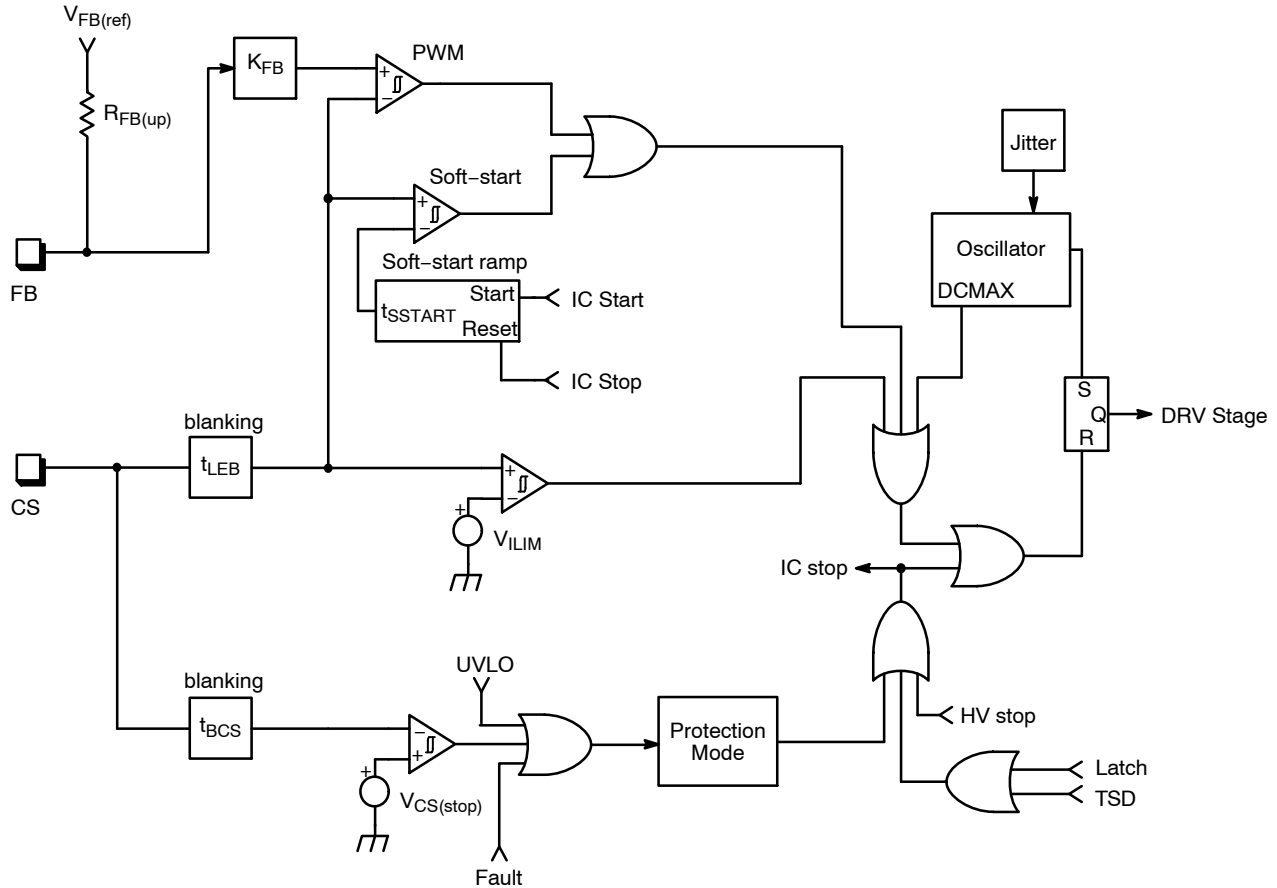 VFB(ref)
KFB
PWM
+
−
RFB(up)
Jitter
Soft−start
+
−
Oscillator
DCMAX
FB
Soft−start ramp
Start
tSSTART
Reset
IC Start
IC Stop
S
Q
R
DRV Stage
blanking
tLEB
CS
+
−
+
VILIM
IC stop
UVLO
blanking
tBCS
−
+
+
VCS(stop)
Protection
Mode
HV stop
Latch
TSD
Fault